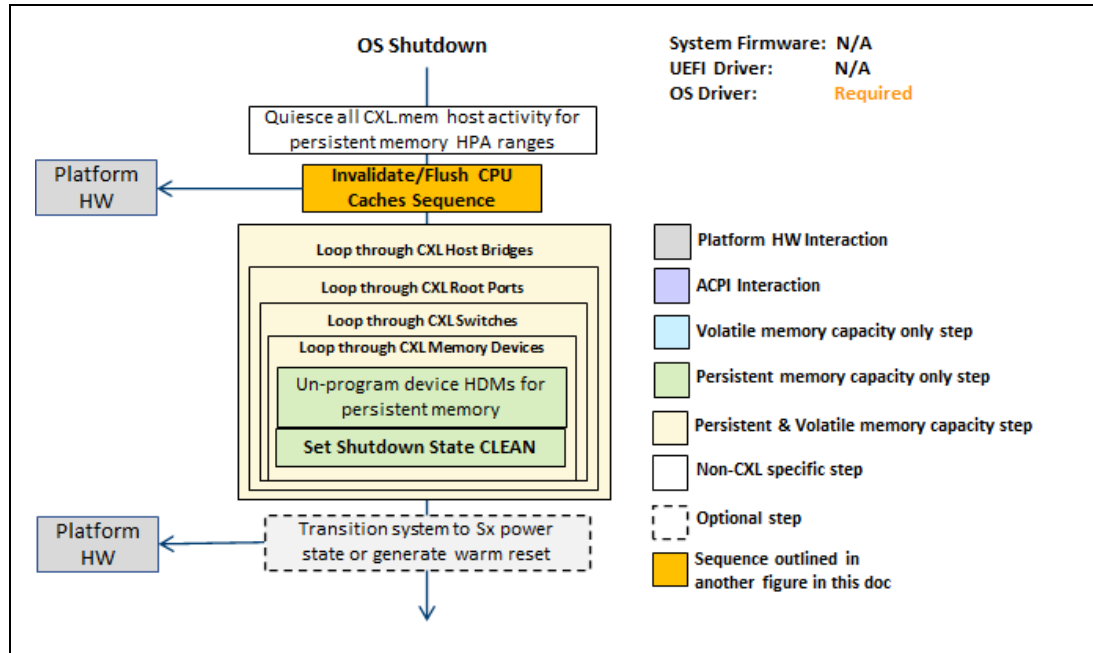 OS Shutdown
System Firmware: N/A
UEFI Driver: N/A
OS Driver: Required
Quiesce all CXL.mem host activity for
persistent memory HPA ranges
Platform
HW
Invalidate/Flush CPU
Caches Sequence
Loop through CXL Host Bridges
Loop through CXL Root Ports
Loop through CXL Switches
Loop through CXL Memory Devices
Un-program device HDMs for
persistent memory
Set Shutdown State CLEAN
Platform
HW
Transition system to Sx power
state or generate warm reset
Platform HW Interaction
ACPI Interaction
Volatile memory capacity only step
Persistent memory capacity only step
Persistent & Volatile memory capacity step
Non-CXL specific step
Optional step
Sequence outlined in
another figure in this doc